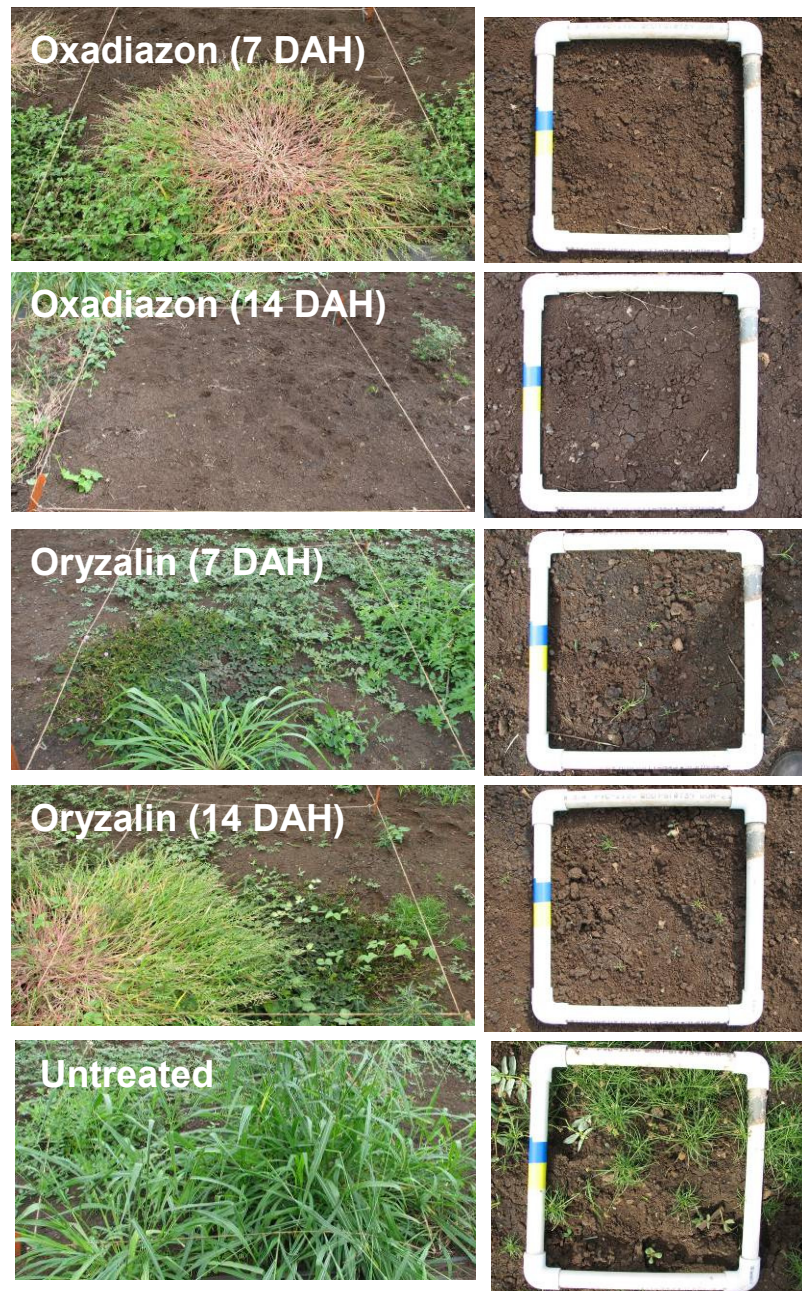 Oxadiazon (7 DAH)
Oxadiazon (14 DAH)
Oryzalin (7 DAH)
Oryzalin (14 DAH)
Untreated